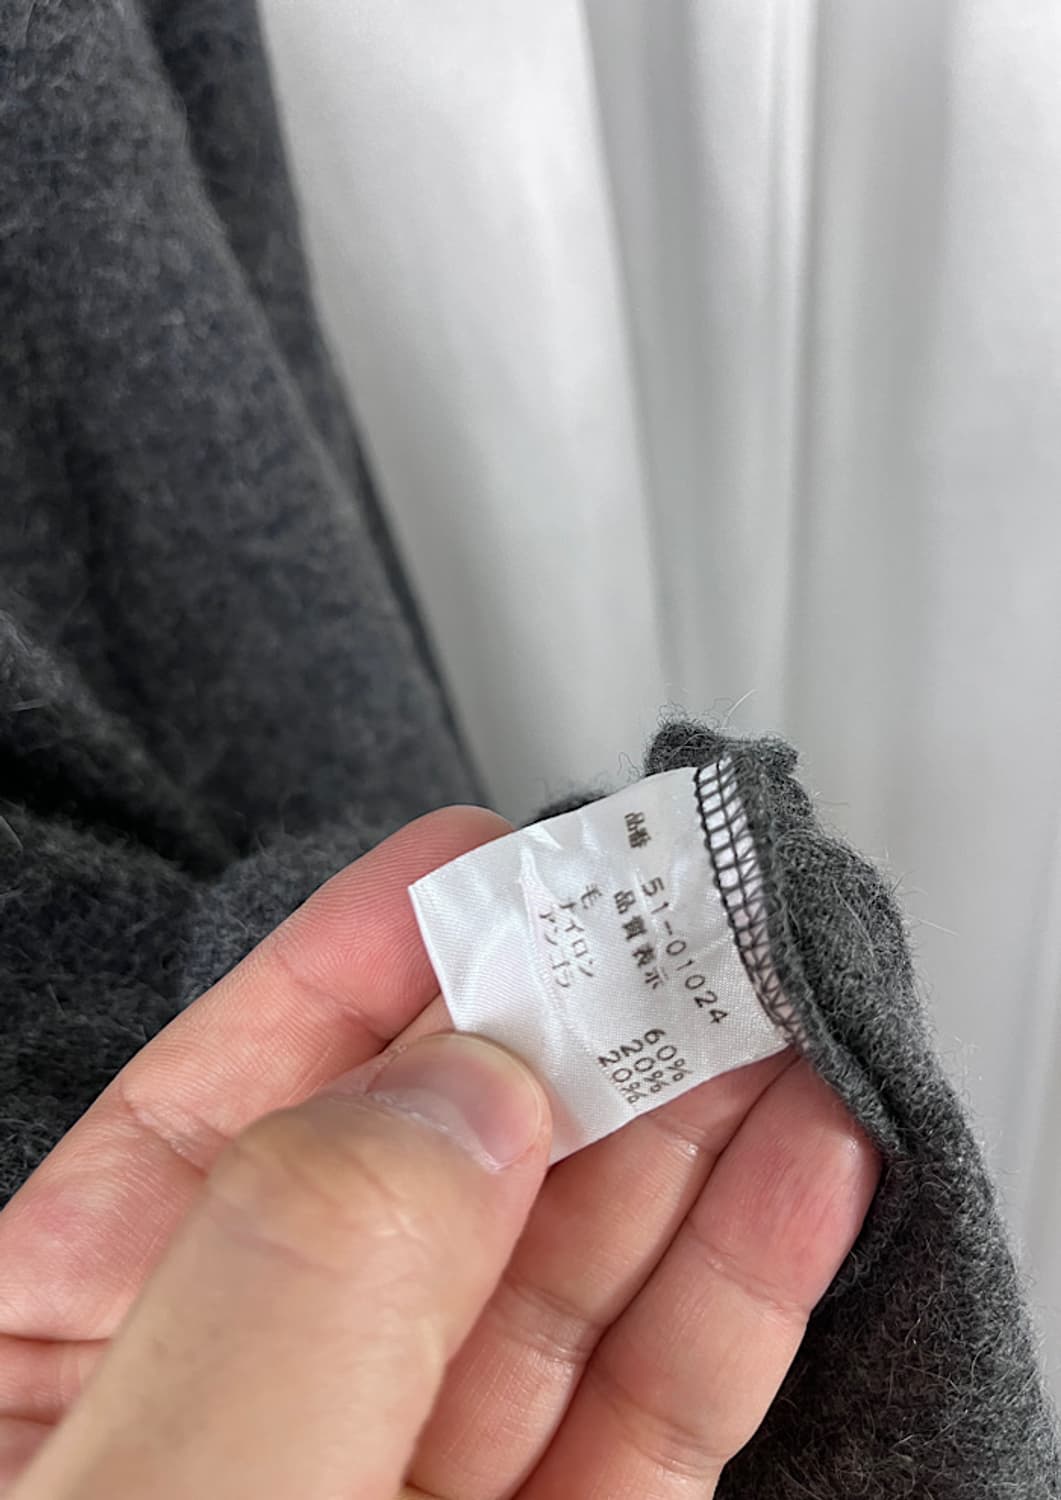 品番 51-01024
品質表示
毛 60%
ナイロン 20%
アンゴラ 20%